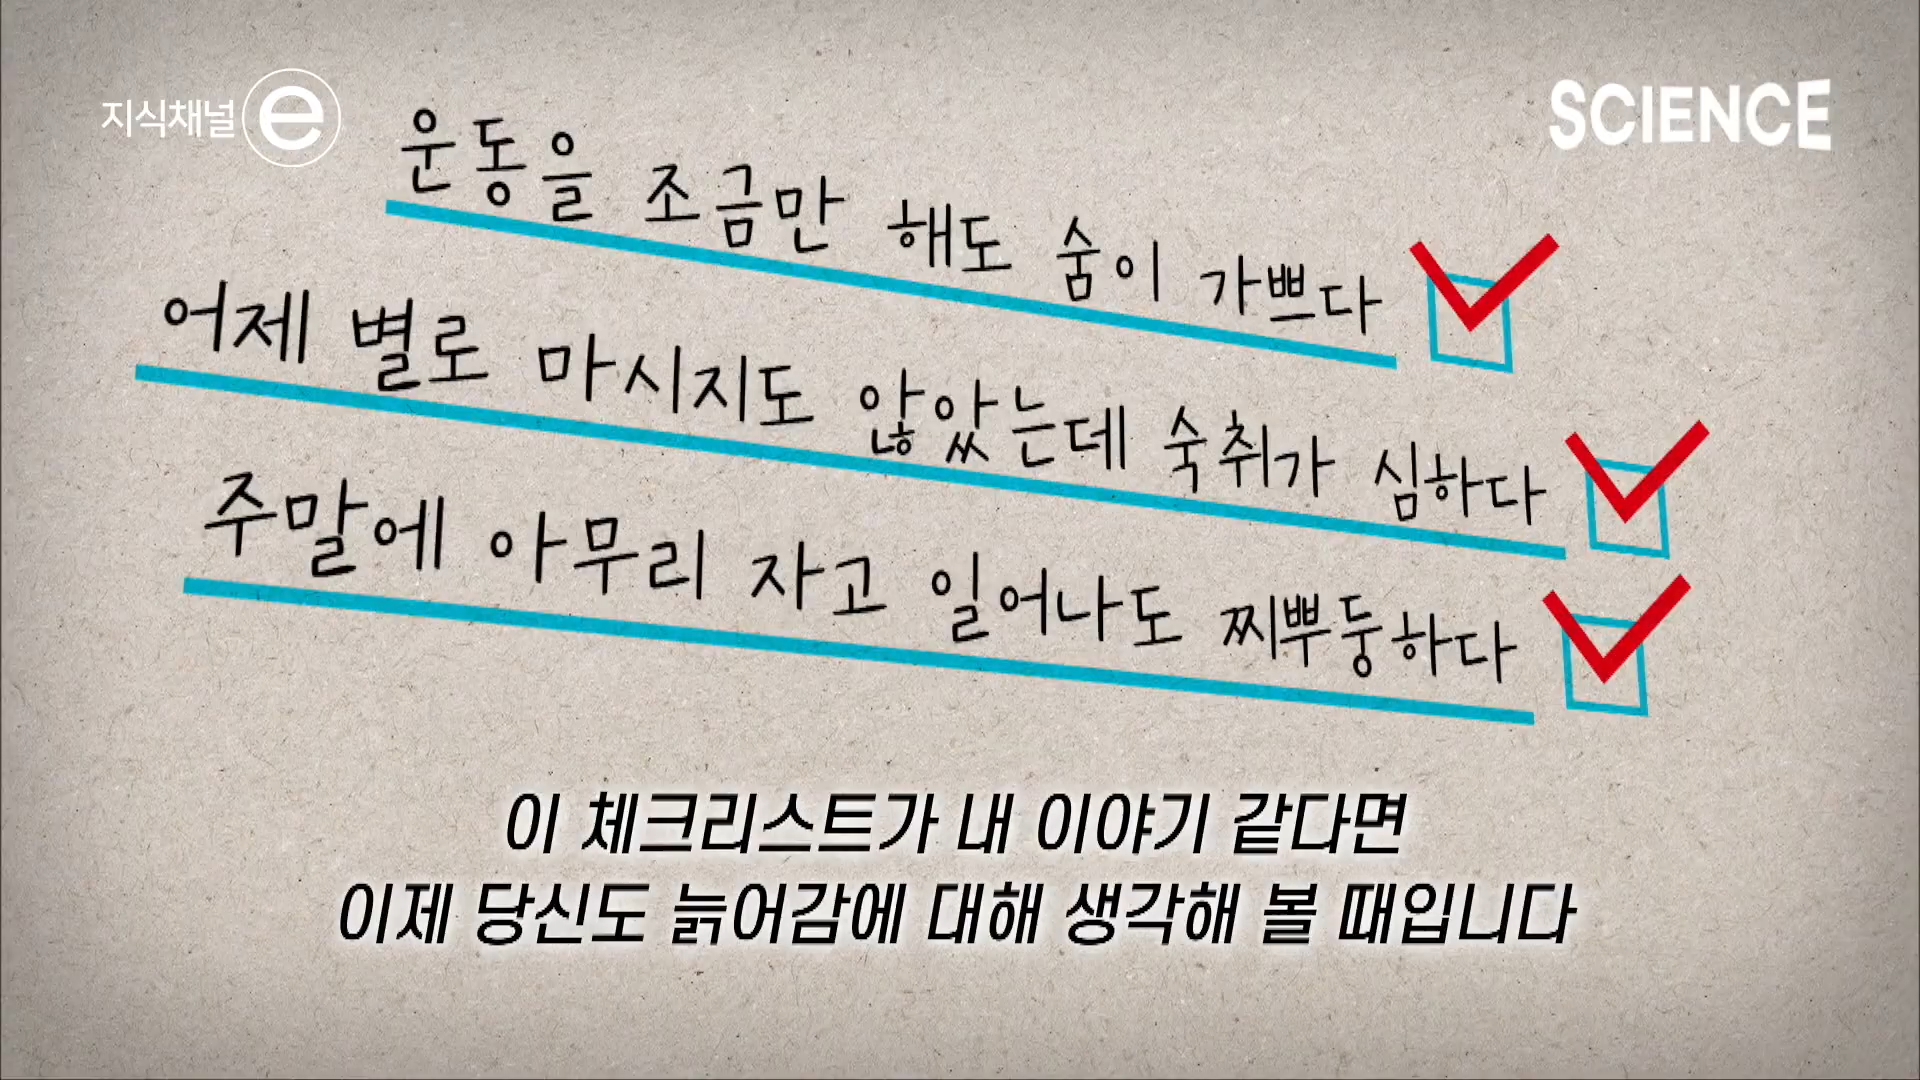 지식채널 e
SCIENCE
운동을 조금만 해도 숨이 가쁘다
어제 별로 마시지도 않았는데 숙취가 심하다
주말에 아무리 자고 일어나도 찌뿌둥하다
이 체크리스트가 내 이야기 같다면
이제 당신도 늙어감에 대해 생각해 볼 때입니다